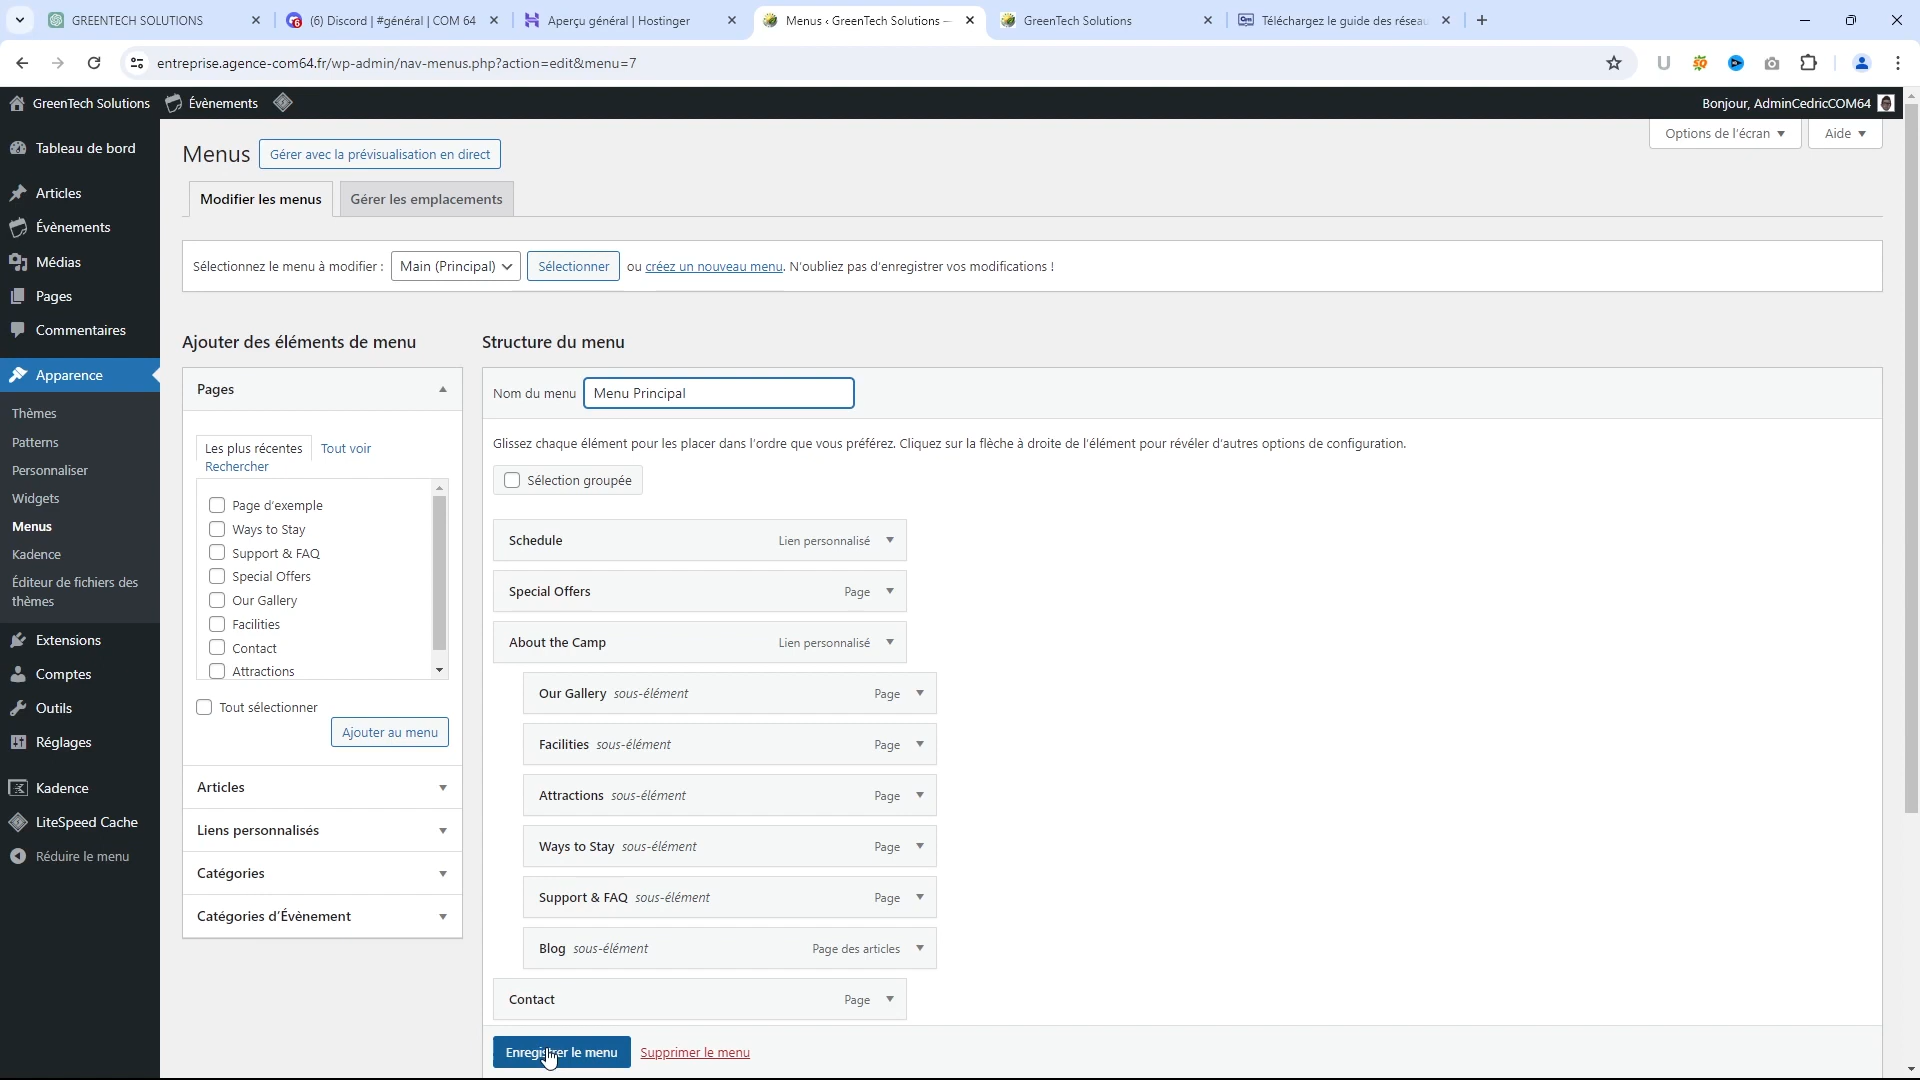 GREENTECH SOLUTIONS
(6) Discord | #général | COM 64
Aperçu général | Hostinger
Menus ‹ GreenTech Solutions —
GreenTech Solutions
Téléchargez le guide des résea
entreprise.agence-com64.fr/wp-admin/nav-menus.php?action=edit&menu=7
GreenTech Solutions
Évènements
Bonjour, AdminCedricCOM64
Options de l'écran
Aide
Tableau de bord
Articles
Évènements
Médias
Pages
Commentaires
Apparence
Thèmes
Patterns
Personnaliser
Widgets
Menus
Kadence
Éditeur de fichiers des
thèmes
Extensions
Comptes
Outils
Réglages
Kadence
LiteSpeed Cache
Réduire le menu
Menus
Gérer avec la prévisualisation en direct
Modifier les menus
Gérer les emplacements
Sélectionnez le menu à modifier : Main (Principal) Sélectionner ou créez un nouveau menu. N'oubliez pas d'enregistrer vos modifications !
Ajouter des éléments de menu
Pages
Les plus récentes
Tout voir
Rechercher
Page d'exemple
Ways to Stay
Support & FAQ
Special Offers
Our Gallery
Facilities
Contact
Attractions
Tout sélectionner
Ajouter au menu
Articles
Liens personnalisés
Catégories
Catégories d'Évènement
Structure du menu
Nom du menu Menu Principal
Glissez chaque élément pour les placer dans l'ordre que vous préférez. Cliquez sur la flèche à droite de l'élément pour révéler d'autres options de configuration.
Sélection groupée
Schedule Lien personnalisé
Special Offers Page
About the Camp Lien personnalisé
Our Gallery sous-élément Page
Facilities sous-élément Page
Attractions sous-élément Page
Ways to Stay sous-élément Page
Support & FAQ sous-élément Page
Blog sous-élément Page des articles
Contact Page
Enregistrer le menu Supprimer le menu